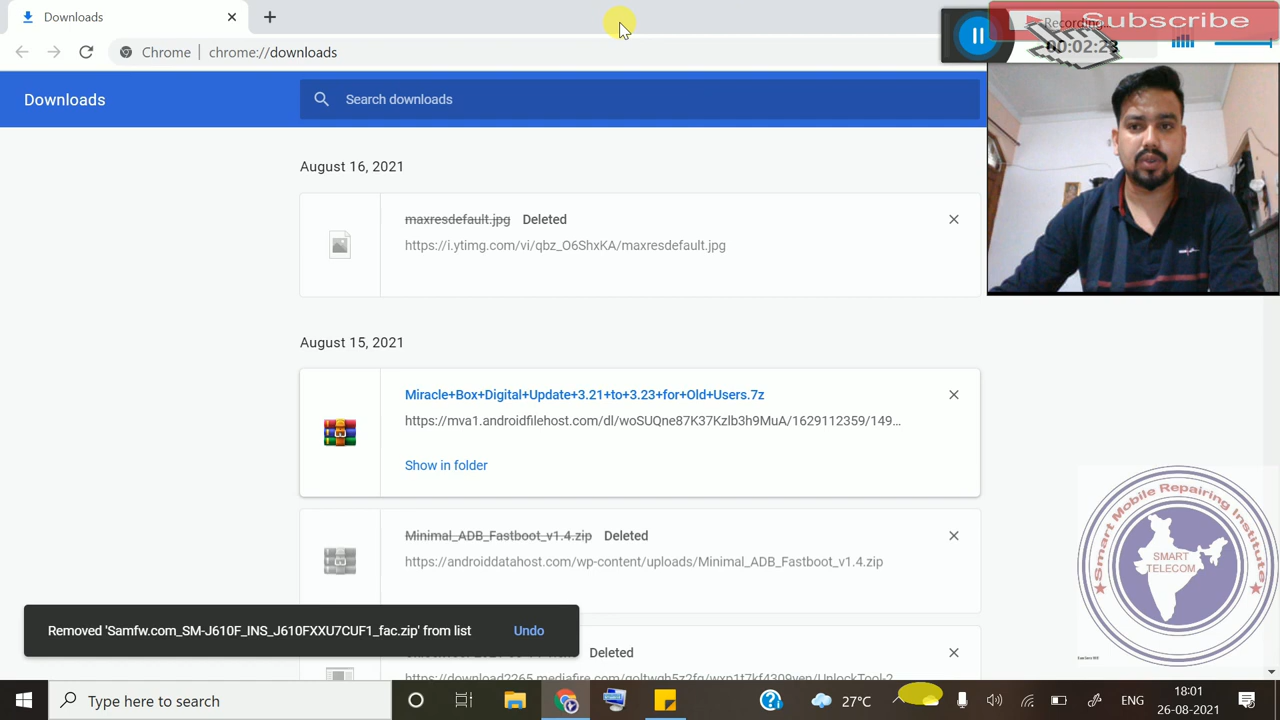 Downloads
Recording...
Subscribe
00:02:23
Chrome | chrome://downloads
Downloads
Search downloads
August 16, 2021
maxresdefault.jpg Deleted
https://i.ytimg.com/vi/qbz_O6ShxKA/maxresdefault.jpg
August 15, 2021
Miracle+Box+Digital+Update+3.21+to+3.23+for+Old+Users.7z
https://mva1.androidfilehost.com/dl/woSUQne87K37Kzlb3h9MuA/1629112359/149...
Show in folder
Minimal_ADB_Fastboot_v1.4.zip Deleted
https://androiddatahost.com/wp-content/uploads/Minimal_ADB_Fastboot_v1.4.zip
Removed 'Samfw.com_SM-J610F_INS_J610FXXU7CUF1_fac.zip' from list Undo
Deleted
Smart Mobile Repairing Institute
SMART
TELECOM
Type here to search
27°C
ENG
18:01
26-08-2021